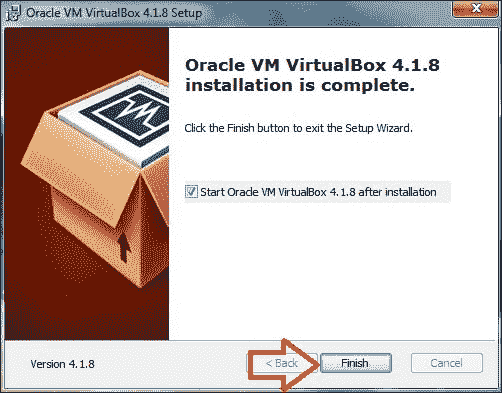 Oracle VM VirtualBox 4.1.8 Setup
Oracle VM VirtualBox 4.1.8
installation is complete.
Click the Finish button to exit the Setup Wizard.
Start Oracle VM VirtualBox 4.1.8 after installation
Version 4.1.8
< Back
Finish
Cancel